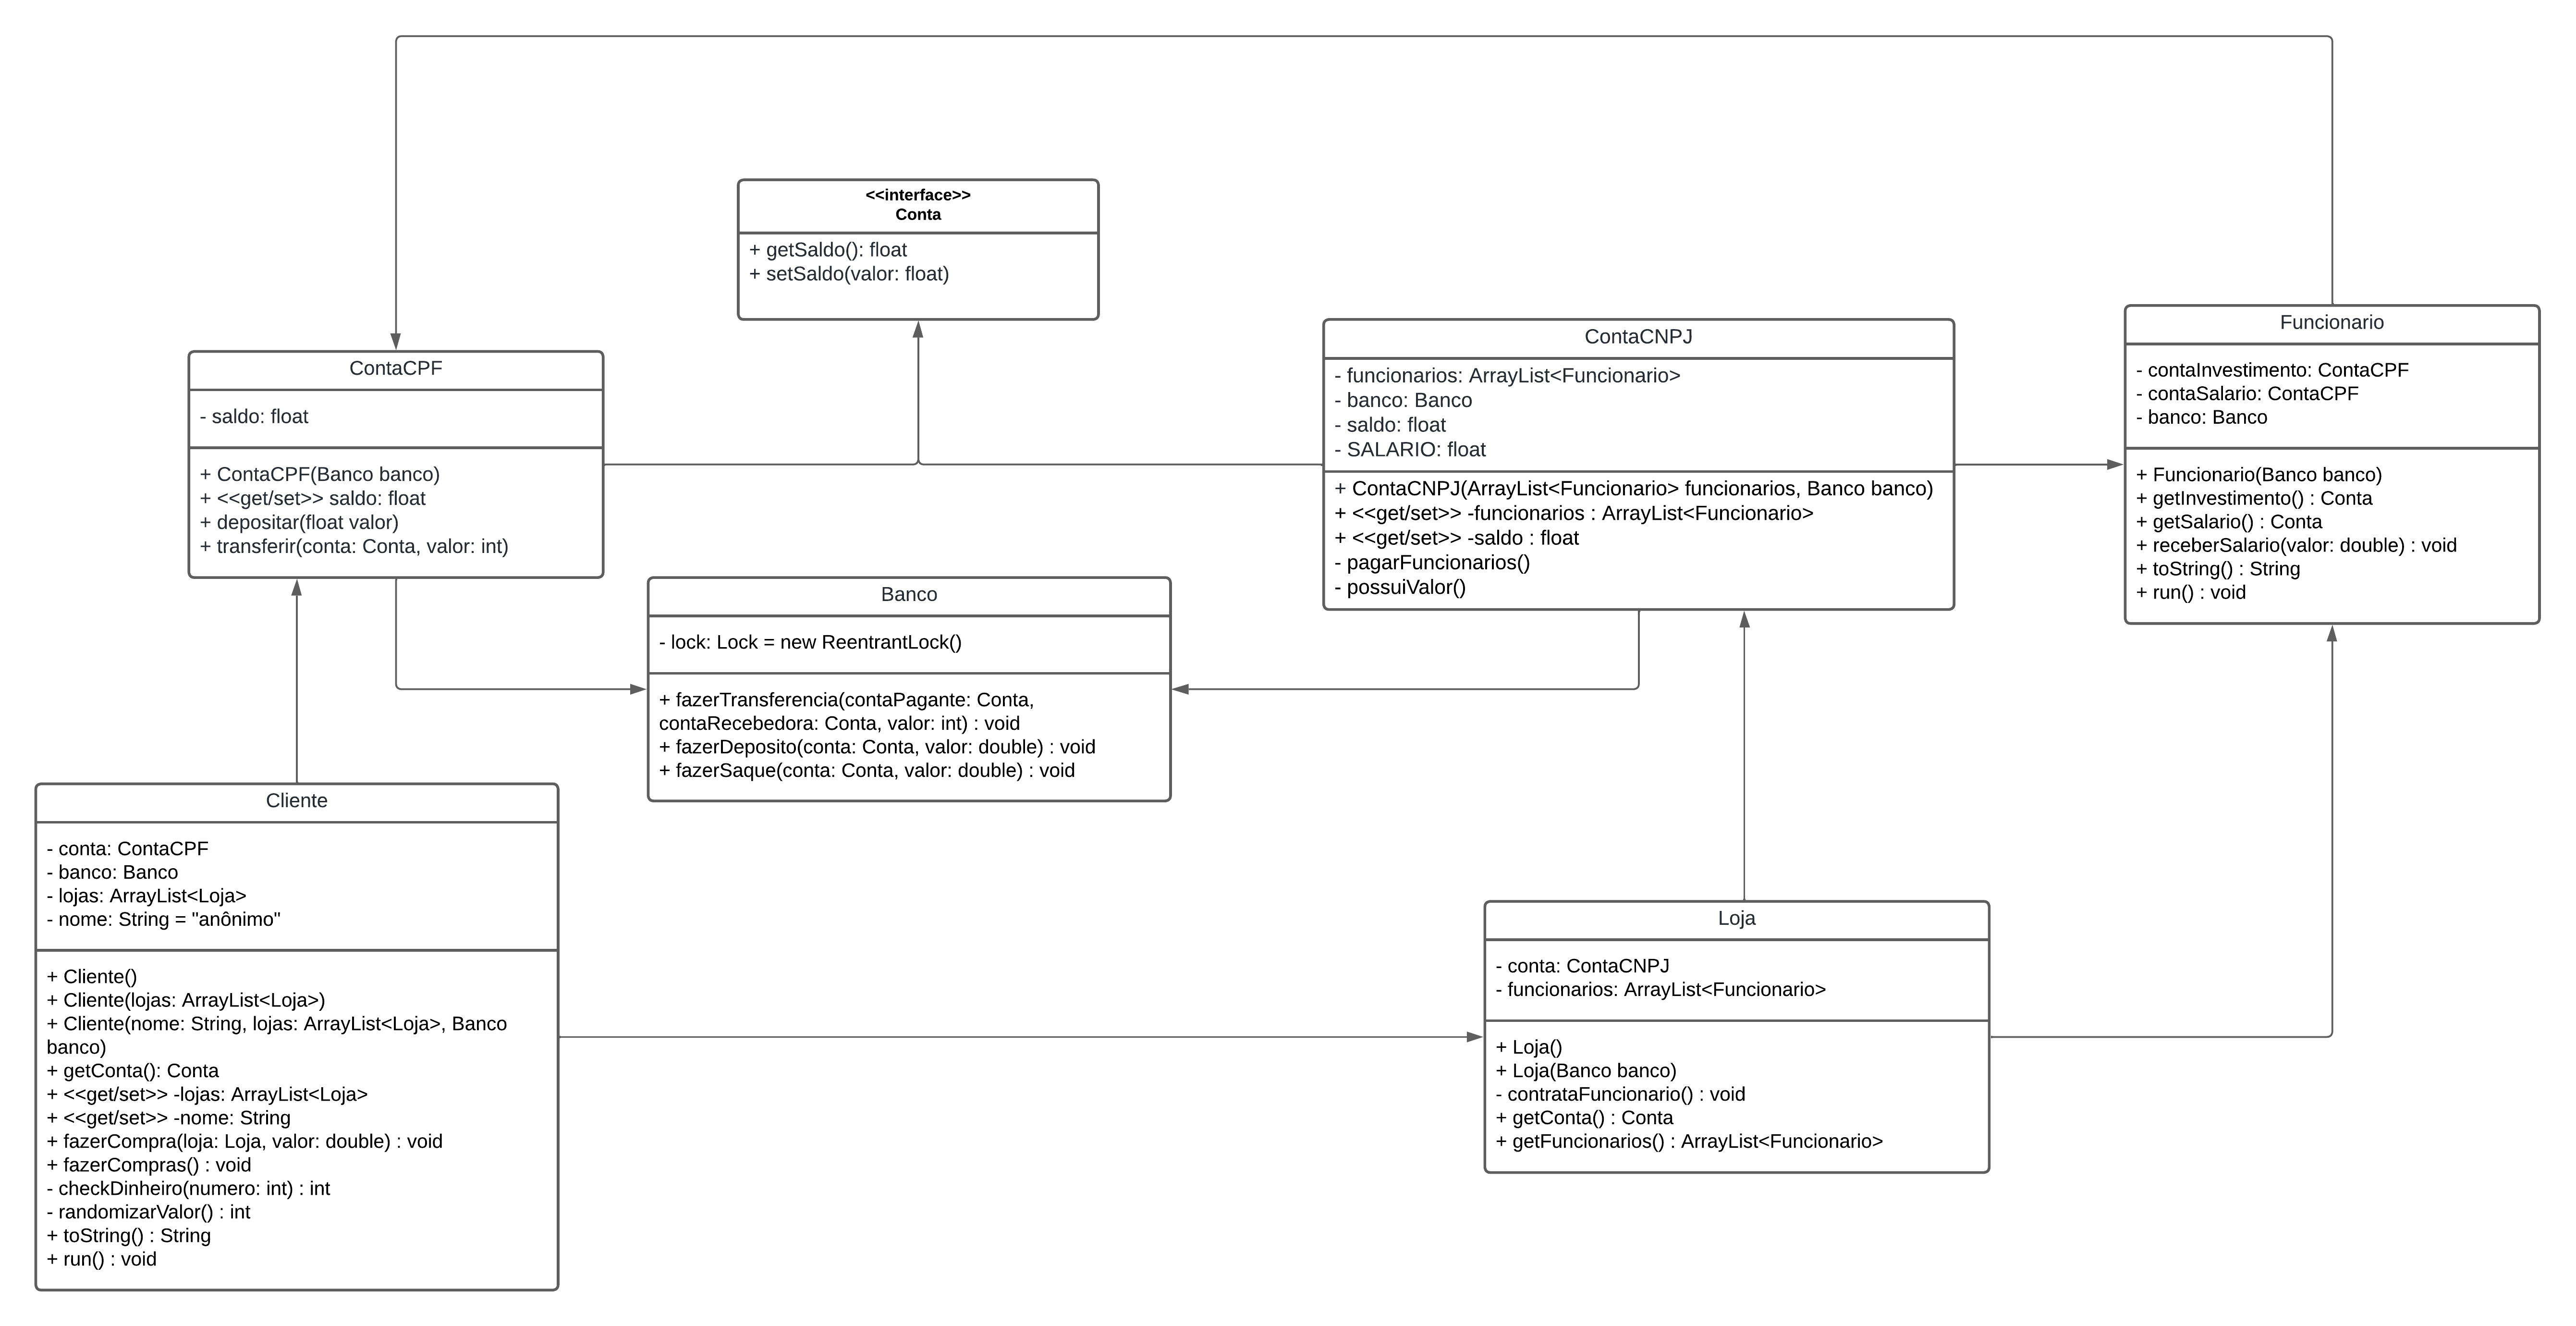 <<interface>>
Conta
+ getSaldo(): float
+ setSaldo(valor: float)
ContaCPF
- saldo: float
+ ContaCPF(Banco banco)
+ <<get/set>> saldo: float
+ depositar(float valor)
+ transferir(conta: Conta, valor: int)
ContaCNPJ
- funcionarios: ArrayList<Funcionario>
- banco: Banco
- saldo: float
- SALARIO: float
+ ContaCNPJ(ArrayList<Funcionario> funcionarios, Banco banco)
+ <<get/set>> -funcionarios : ArrayList<Funcionario>
+ <<get/set>> -saldo : float
- pagarFuncionarios()
- possuiValor()
Funcionario
- contaInvestimento: ContaCPF
- contaSalario: ContaCPF
- banco: Banco
+ Funcionario(Banco banco)
+ getInvestimento() : Conta
+ getSalario() : Conta
+ receberSalario(valor: double) : void
+ toString() : String
+ run() : void
Banco
- lock: Lock = new ReentrantLock()
+ fazerTransferencia(contaPagante: Conta,
contaRecebedora: Conta, valor: int) : void
+ fazerDeposito(conta: Conta, valor: double) : void
+ fazerSaque(conta: Conta, valor: double) : void
Cliente
- conta: ContaCPF
- banco: Banco
- lojas: ArrayList<Loja>
- nome: String = "anônimo"
+ Cliente()
+ Cliente(lojas: ArrayList<Loja>)
+ Cliente(nome: String, lojas: ArrayList<Loja>, Banco
banco)
+ getConta(): Conta
+ <<get/set>> -lojas: ArrayList<Loja>
+ <<get/set>> -nome: String
+ fazerCompra(loja: Loja, valor: double) : void
+ fazerCompras() : void
- checkDinheiro(numero: int) : int
- randomizarValor() : int
+ toString() : String
+ run() : void
Loja
- conta: ContaCNPJ
- funcionarios: ArrayList<Funcionario>
+ Loja()
+ Loja(Banco banco)
- contrataFuncionario() : void
+ getConta() : Conta
+ getFuncionarios() : ArrayList<Funcionario>